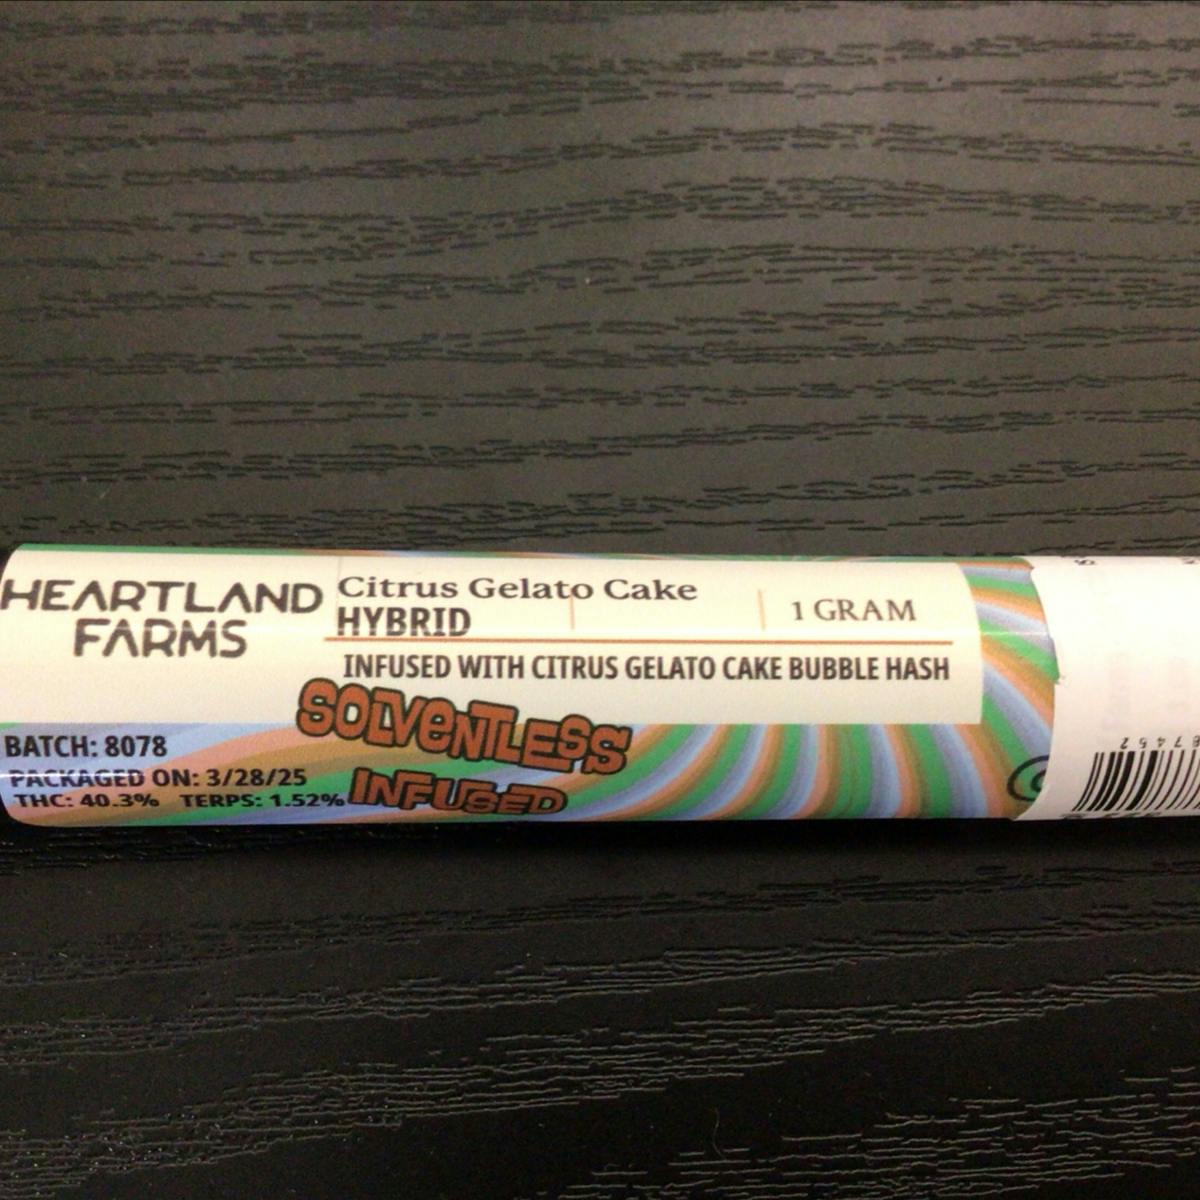 HEARTLAND
FARMS
Citrus Gelato Cake
HYBRID
1 GRAM
INFUSED WITH CITRUS GELATO CAKE BUBBLE HASH
SOLVENTLESS
INFUSED
BATCH: 8078
PACKAGED ON: 3/28/25
THC: 40.3% TERPS: 1.52%